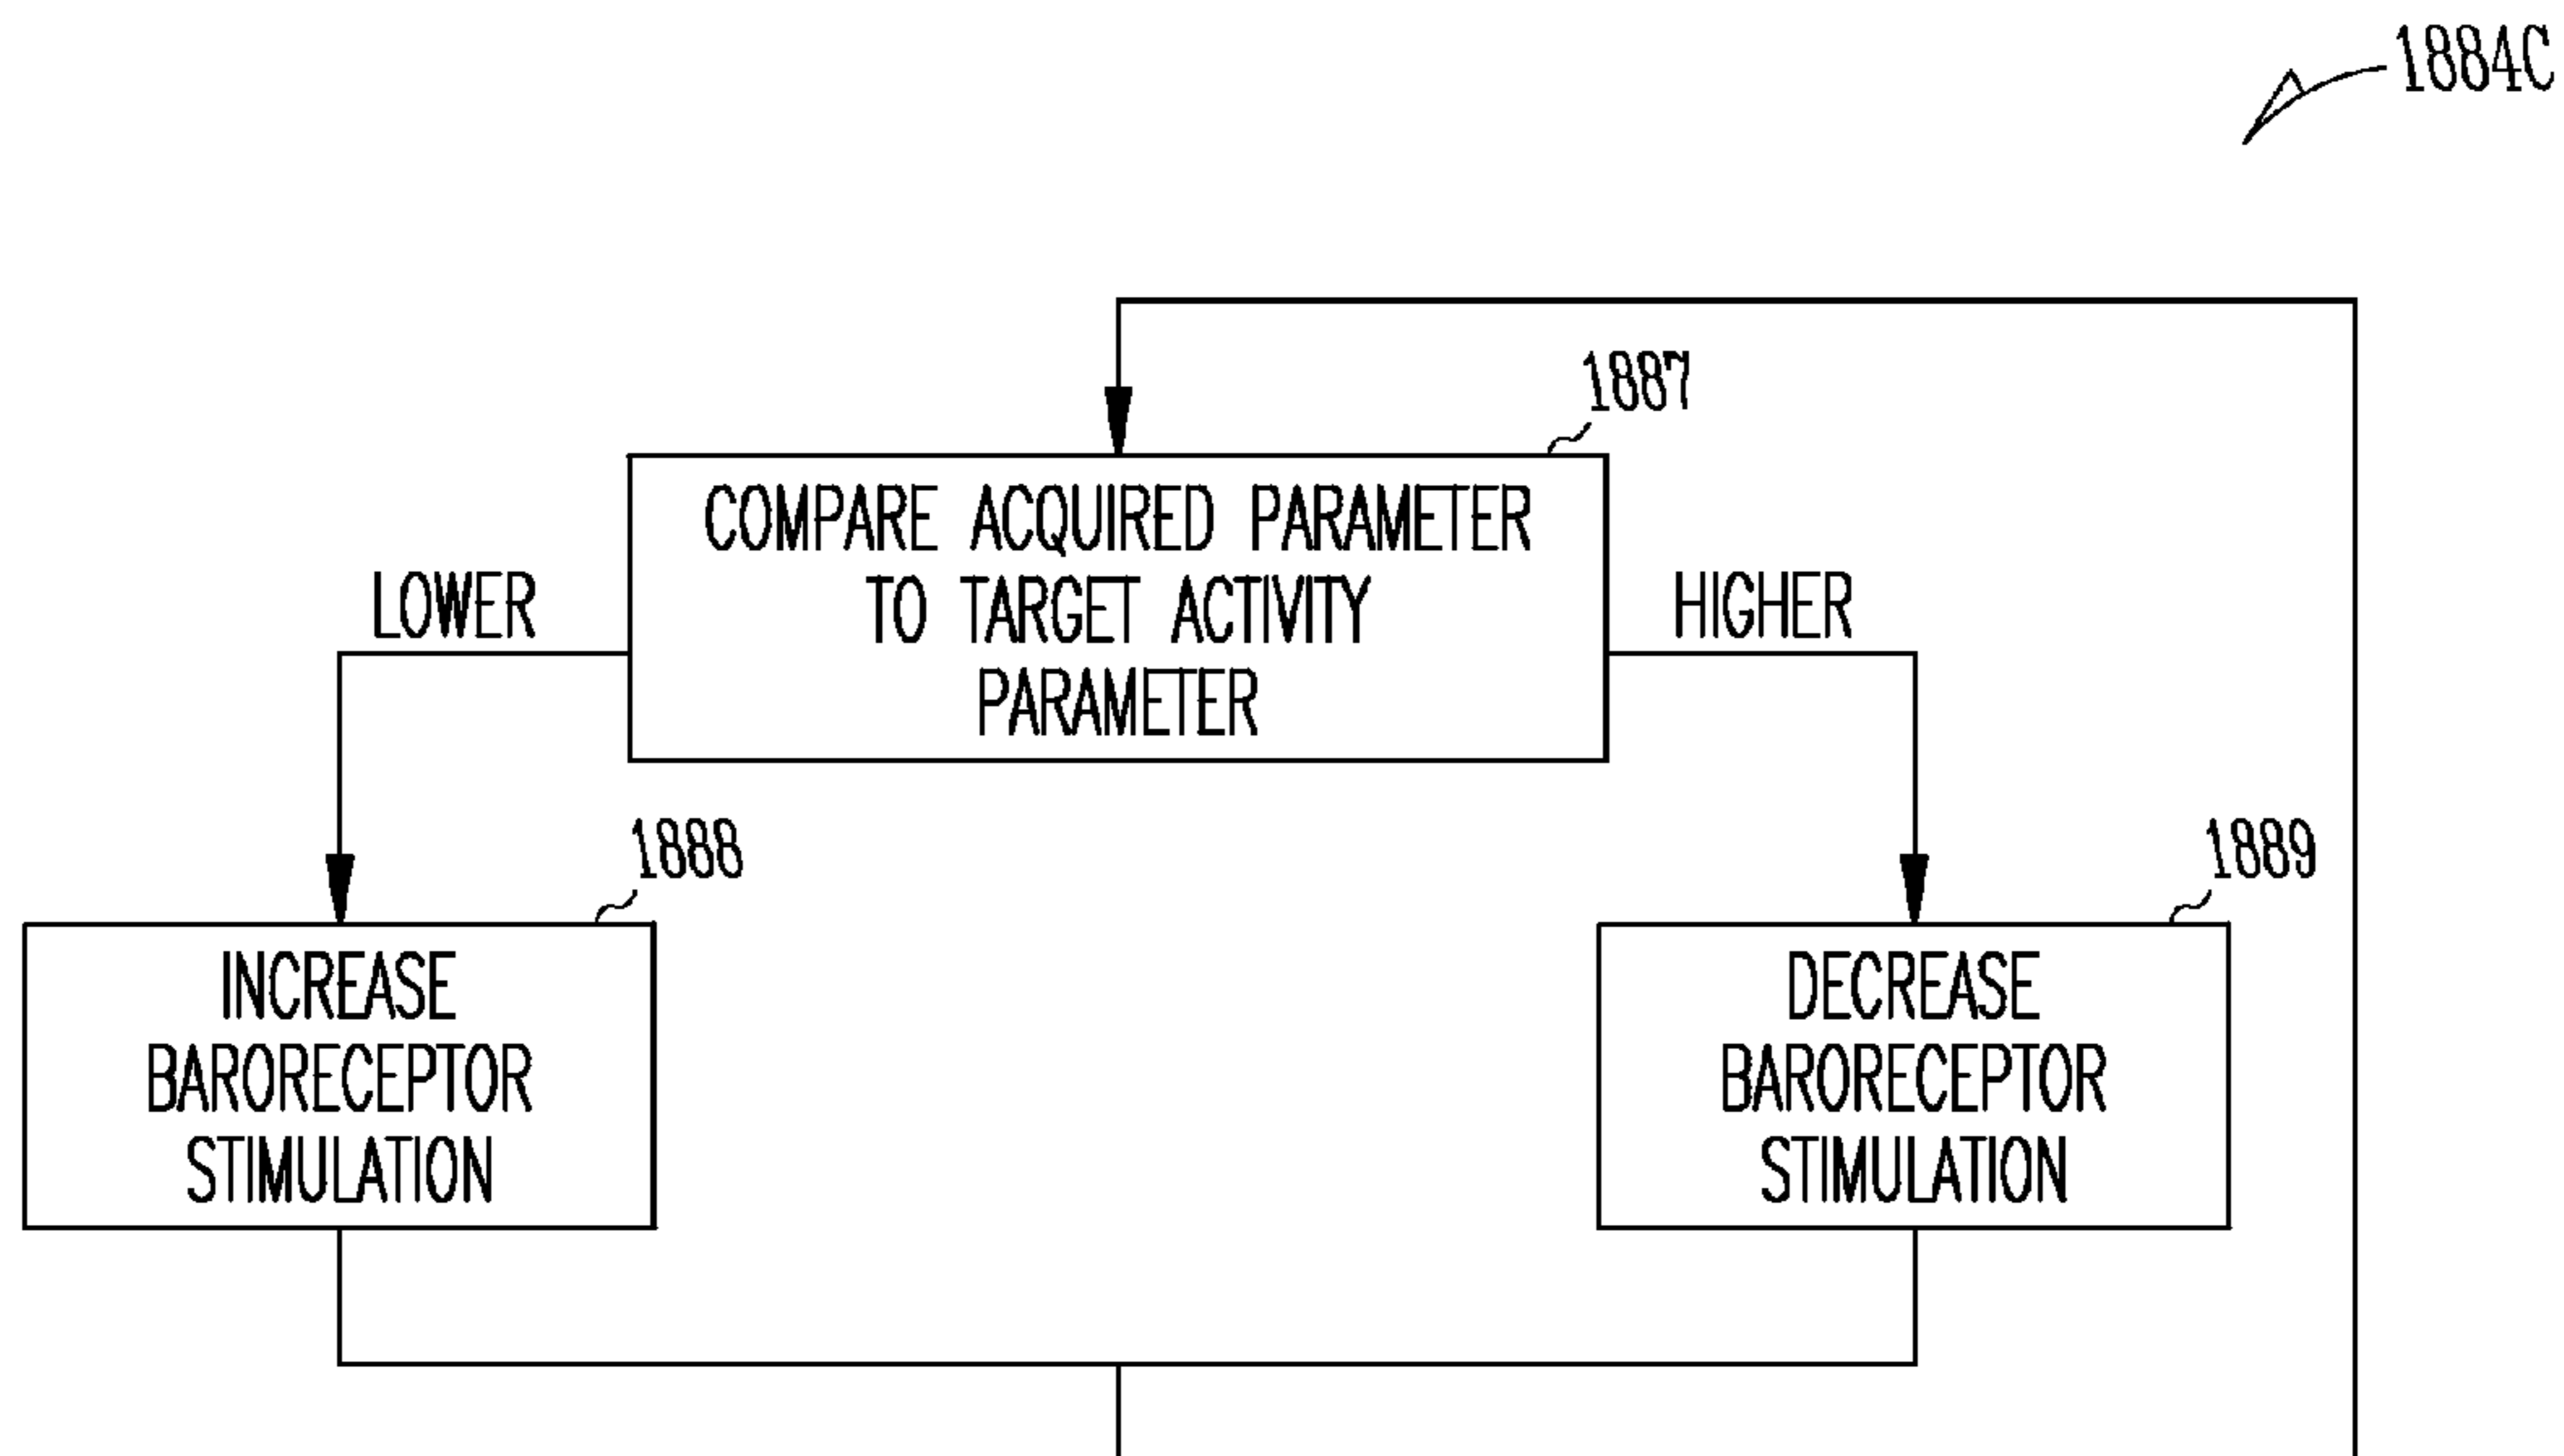 1884C
1887
COMPARE ACQUIRED PARAMETER
TO TARGET ACTIVITY
PARAMETER
LOWER
HIGHER
1888
1889
INCREASE
BARORECEPTOR
STIMULATION
DECREASE
BARORECEPTOR
STIMULATION